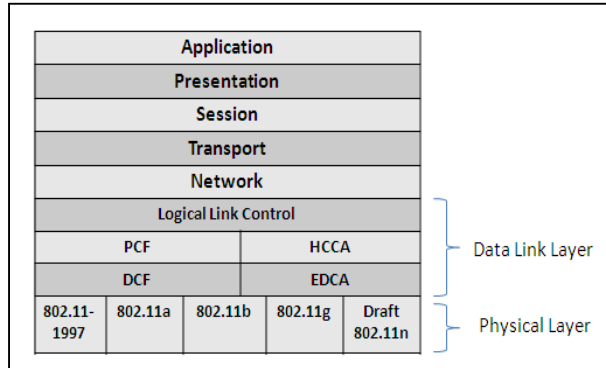 Application
Presentation
Session
Transport
Network
Logical Link Control
PCF HCCA
Data Link Layer
DCF EDCA
802.11-1997 802.11a 802.11b 802.11g Draft 802.11n
Physical Layer